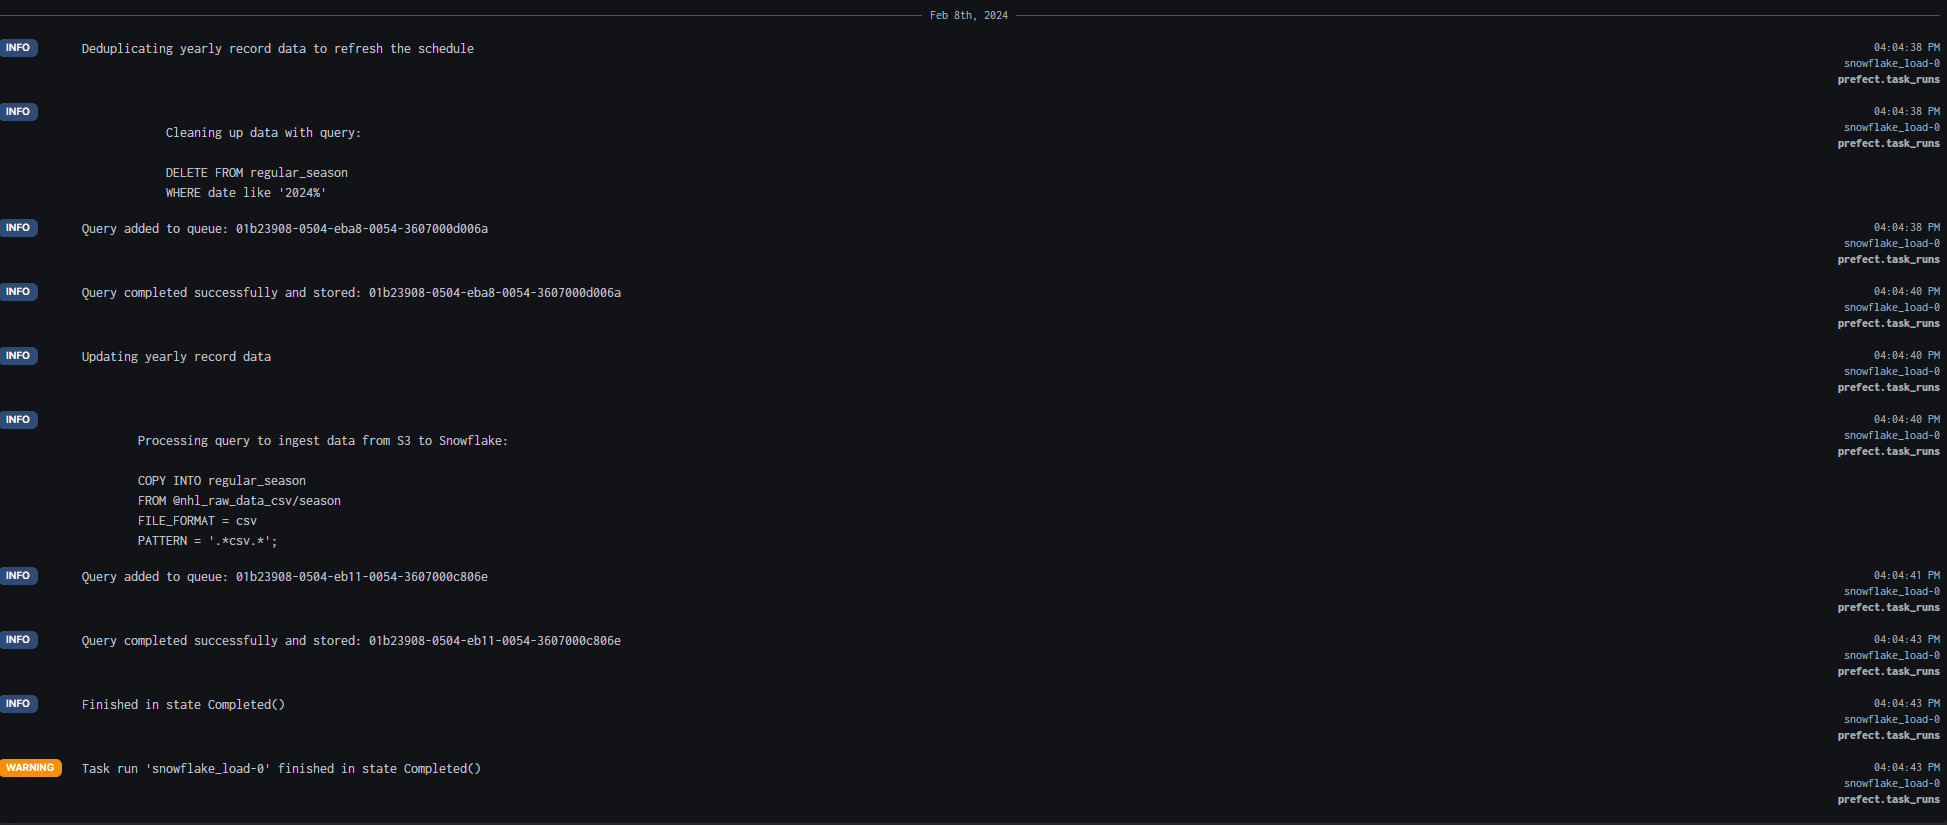 Feb 8th, 2024
INFO
Deduplicating yearly record data to refresh the schedule
04:04:38 PM
snowflake_load-0
prefect.task_runs
INFO
04:04:38 PM
snowflake_load-0
prefect.task_runs
Cleaning up data with query:
DELETE FROM regular_season
WHERE date like '2024%'
INFO
Query added to queue: 01b23908-0504-eba8-0054-3607000d006a
04:04:38 PM
snowflake_load-0
prefect.task_runs
INFO
Query completed successfully and stored: 01b23908-0504-eba8-0054-3607000d006a
04:04:40 PM
snowflake_load-0
prefect.task_runs
INFO
Updating yearly record data
04:04:40 PM
snowflake_load-0
prefect.task_runs
INFO
04:04:40 PM
snowflake_load-0
prefect.task_runs
Processing query to ingest data from S3 to Snowflake:
COPY INTO regular_season
FROM @nhl_raw_data_csv/season
FILE_FORMAT = csv
PATTERN = '.*csv.*';
INFO
Query added to queue: 01b23908-0504-eb11-0054-3607000c806e
04:04:41 PM
snowflake_load-0
prefect.task_runs
INFO
Query completed successfully and stored: 01b23908-0504-eb11-0054-3607000c806e
04:04:43 PM
snowflake_load-0
prefect.task_runs
INFO
Finished in state Completed()
04:04:43 PM
snowflake_load-0
prefect.task_runs
WARNING
Task run 'snowflake_load-0' finished in state Completed()
04:04:43 PM
snowflake_load-0
prefect.task_runs